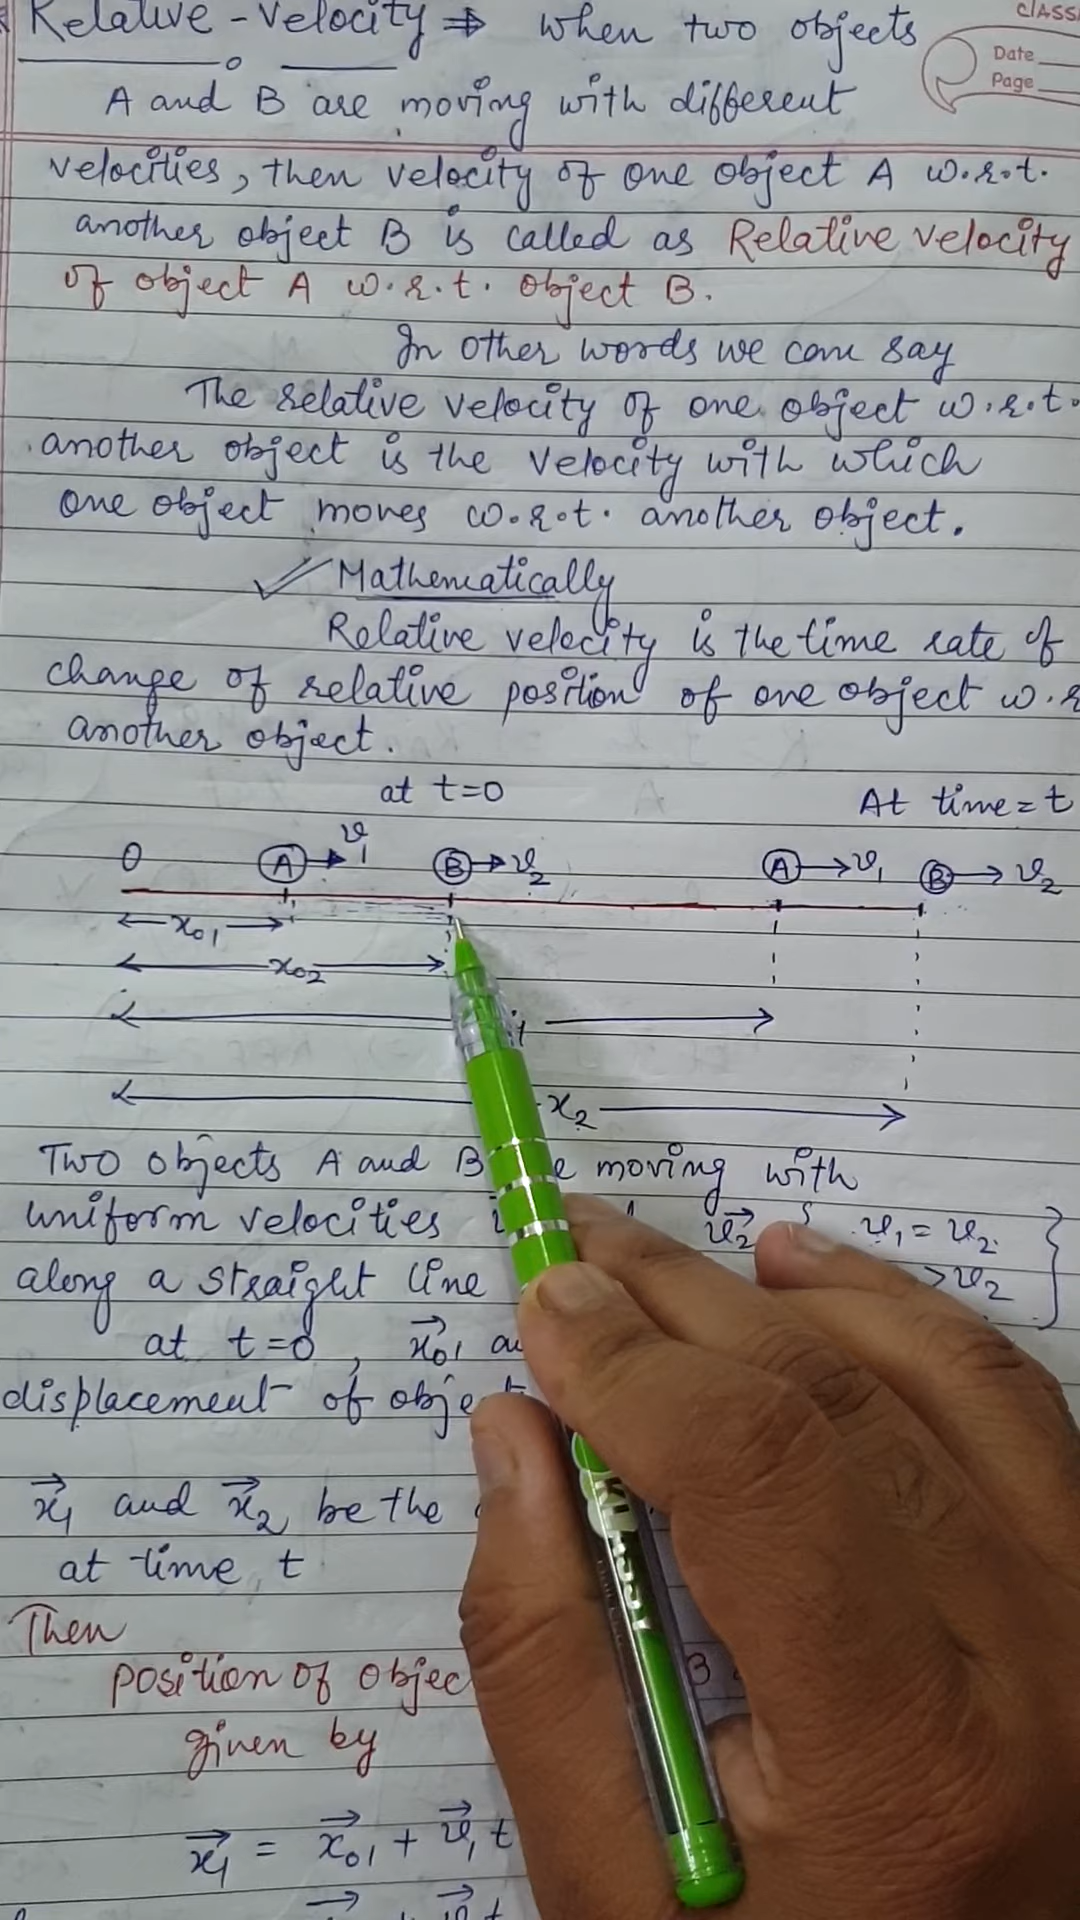 Relative-Velocity ⇒ when two objects
CLASS
Date
Page
A and B are moving with different
velocities, then velocity of one object A w.r.t.
another object B is called as Relative velocity
of object A w.r.t. object B.
In other words we can say
The relative velocity of one object w.r.t.
another object is the velocity with which
one object moves w.r.t. another object.
✓ Mathematically
Relative velocity is the time rate of
change of relative position of one object w.r
another object.
at t=0 At time=t
O A → v₁ B → v₂ A → v₁ B → v₂
x₀₁
x₀₂
x₂
Two objects A and B moving with
uniform velocities v₂⃗ v₁ = v₂
along a straight line >v₂
at t=0, x₀₁⃗
displacement of
x₁⃗ and x₂⃗ be the
at time t
Then
position of
given by
x₁⃗ = x₀₁⃗ + v₁⃗ t